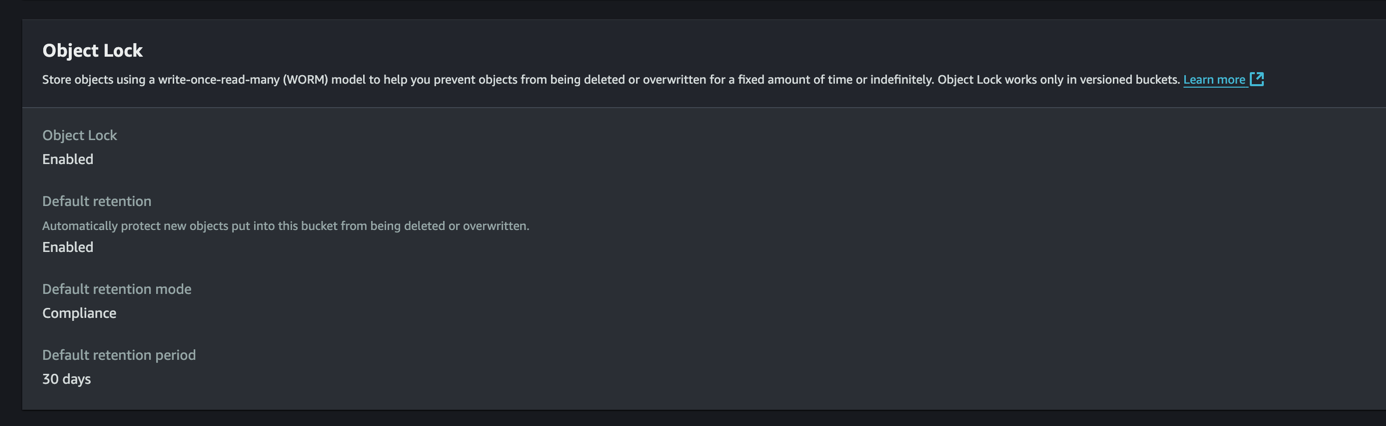 Object Lock
Store objects using a write-once-read-many (WORM) model to help you prevent objects from being deleted or overwritten for a fixed amount of time or indefinitely. Object Lock works only in versioned buckets. Learn more
Object Lock
Enabled
Default retention
Automatically protect new objects put into this bucket from being deleted or overwritten.
Enabled
Default retention mode
Compliance
Default retention period
30 days